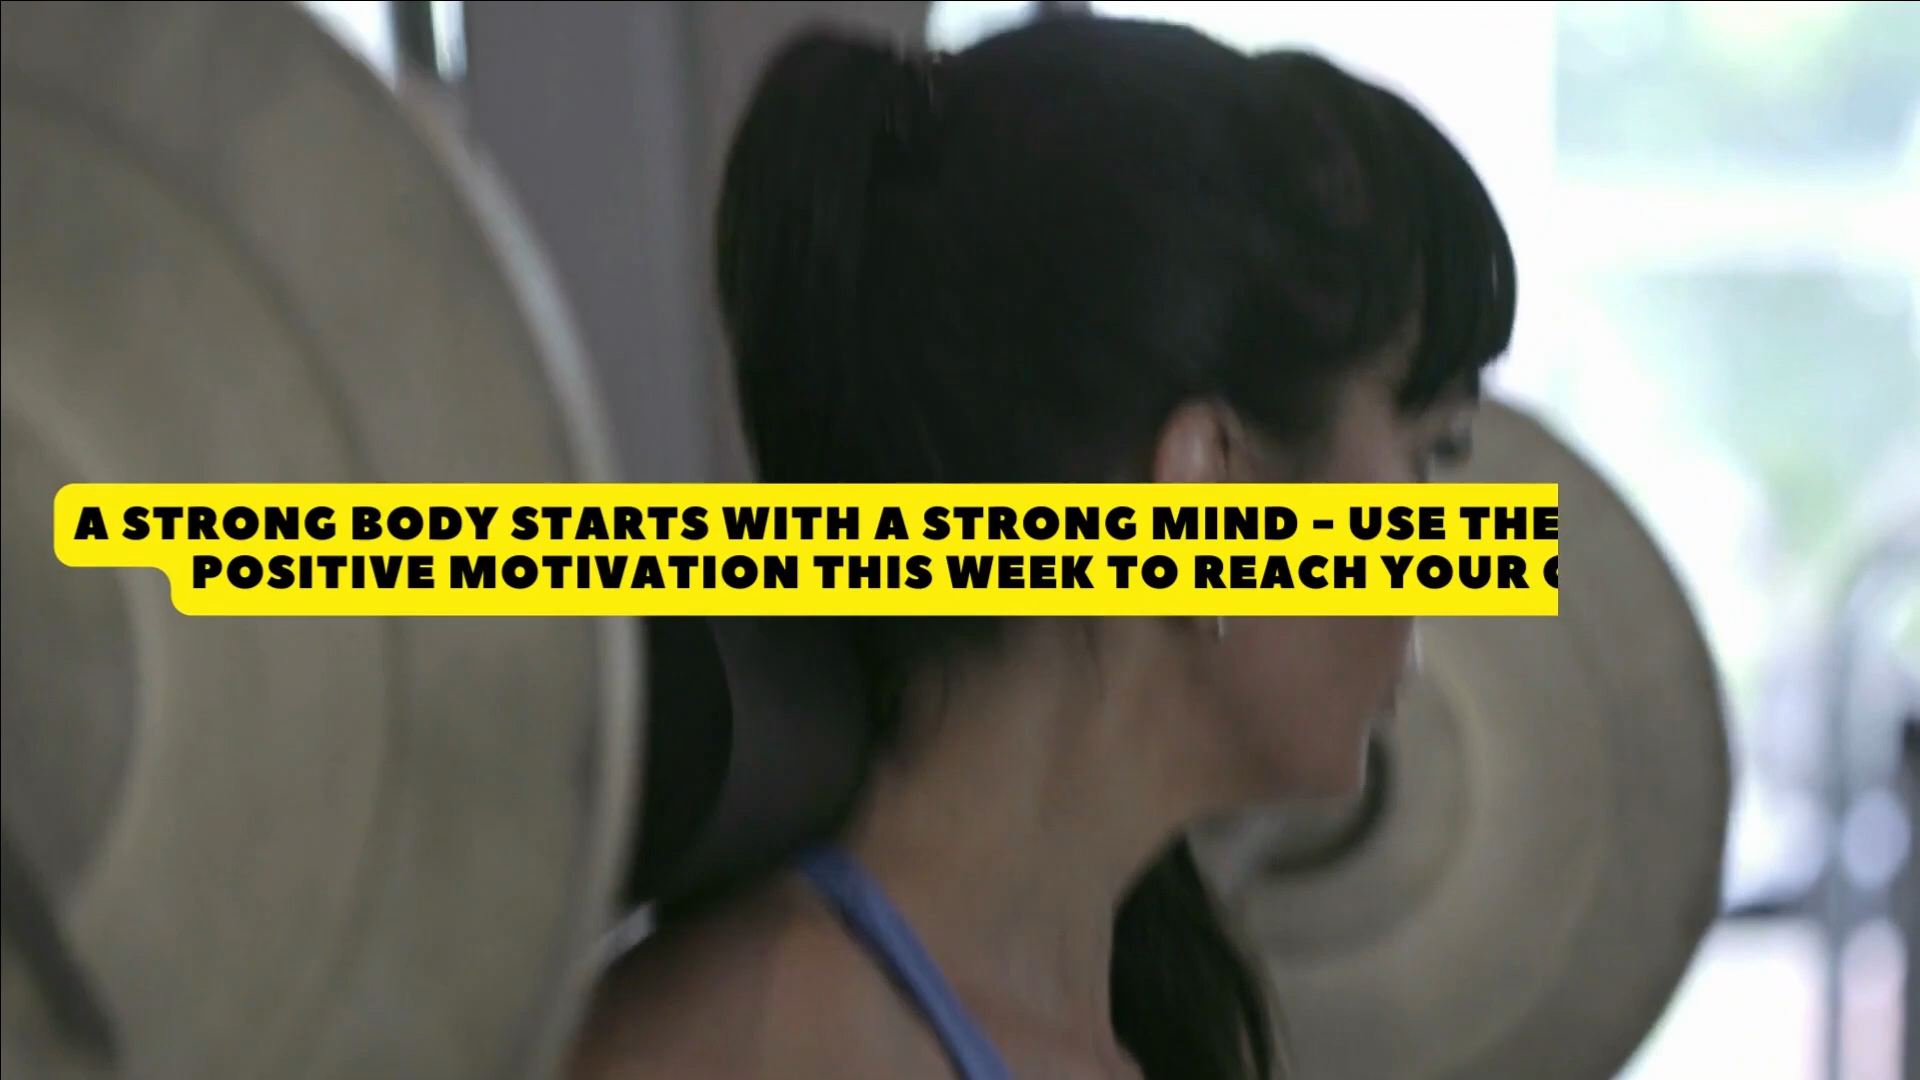 A STRONG BODY STARTS WITH A STRONG MIND – USE THE
POSITIVE MOTIVATION THIS WEEK TO REACH YOUR